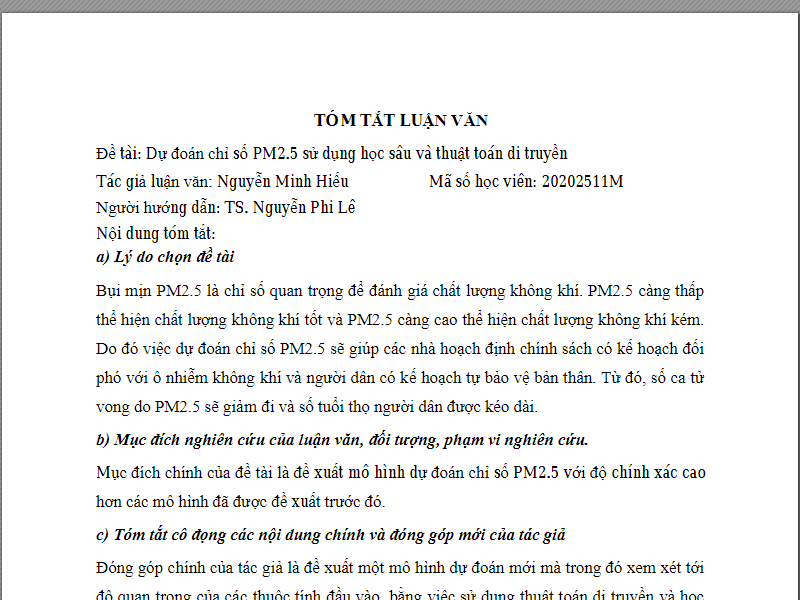 TÓM TẮT LUẬN VĂN
Đề tài: Dự đoán chỉ số PM2.5 sử dụng học sâu và thuật toán di truyền
Tác giả luận văn: Nguyễn Minh Hiếu Mã số học viên: 20202511M
Người hướng dẫn: TS. Nguyễn Phi Lê
Nội dung tóm tắt:
a) Lý do chọn đề tài
Bụi mịn PM2.5 là chỉ số quan trọng để đánh giá chất lượng không khí. PM2.5 càng thấp
thể hiện chất lượng không khí tốt và PM2.5 càng cao thể hiện chất lượng không khí kém.
Do đó việc dự đoán chỉ số PM2.5 sẽ giúp các nhà hoạch định chính sách có kế hoạch đối
phó với ô nhiễm không khí và người dân có kế hoạch tự bảo vệ bản thân. Từ đó, số ca tử
vong do PM2.5 sẽ giảm đi và số tuổi thọ người dân được kéo dài.
b) Mục đích nghiên cứu của luận văn, đối tượng, phạm vi nghiên cứu.
Mục đích chính của đề tài là đề xuất mô hình dự đoán chỉ số PM2.5 với độ chính xác cao
hơn các mô hình đã được đề xuất trước đó.
c) Tóm tắt cô đọng các nội dung chính và đóng góp mới của tác giả
Đóng góp chính của tác giả là đề xuất một mô hình dự đoán mới mà trong đó xem xét tới
độ quan trọng của các thuộc tính đầu vào, bằng việc sử dụng thuật toán di truyền và học